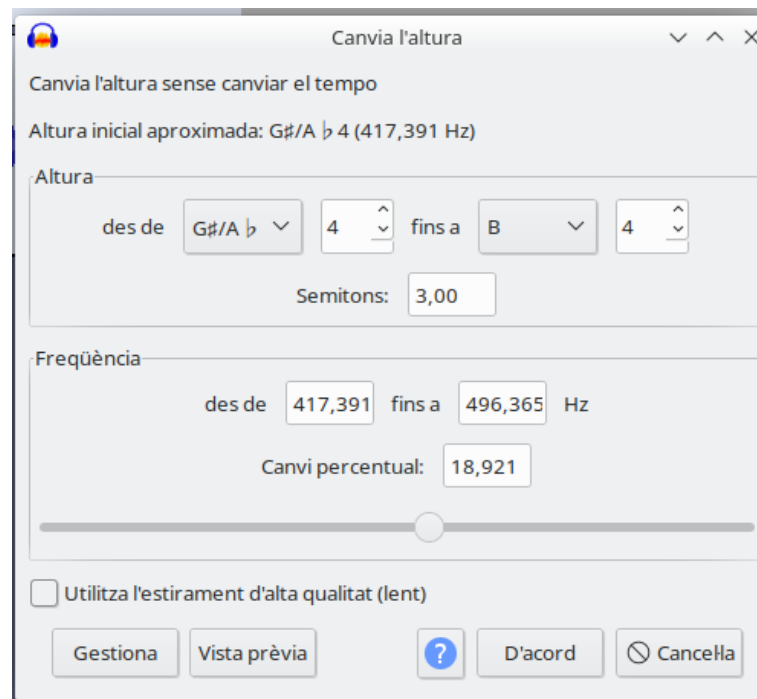 Canvia l'altura
Canvia l'altura sense canviar el tempo
Altura inicial aproximada: G♯/A♭4 (417,391 Hz)
Altura
des de G♯/A♭ 4 fins a B 4
Semitons: 3,00
Freqüència
des de 417,391 fins a 496,365 Hz
Canvi percentual: 18,921
Utilitza l'estirament d'alta qualitat (lent)
Gestiona Vista prèvia ? D'acord Cancel·la